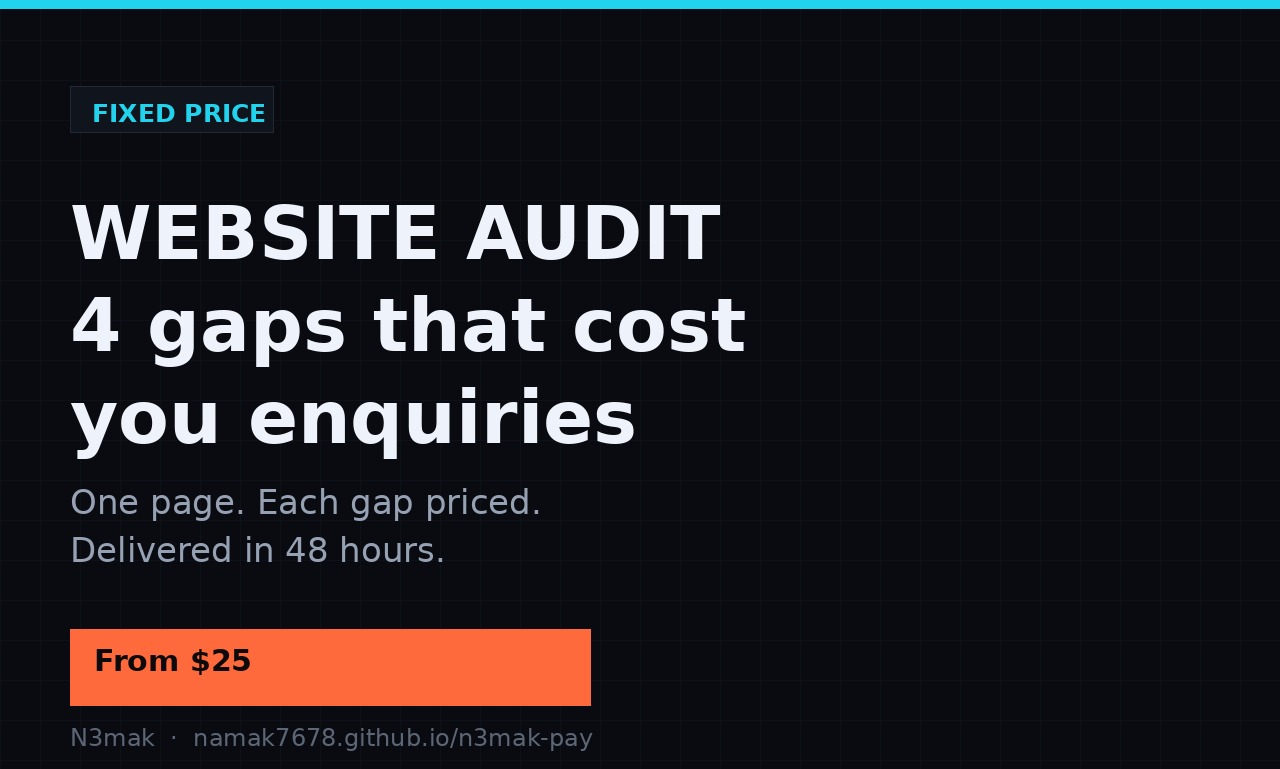 FIXED PRICE
WEBSITE AUDIT
4 gaps that cost
you enquiries
One page. Each gap priced.
Delivered in 48 hours.
From $25
N3mak · namak7678.github.io/n3mak-pay